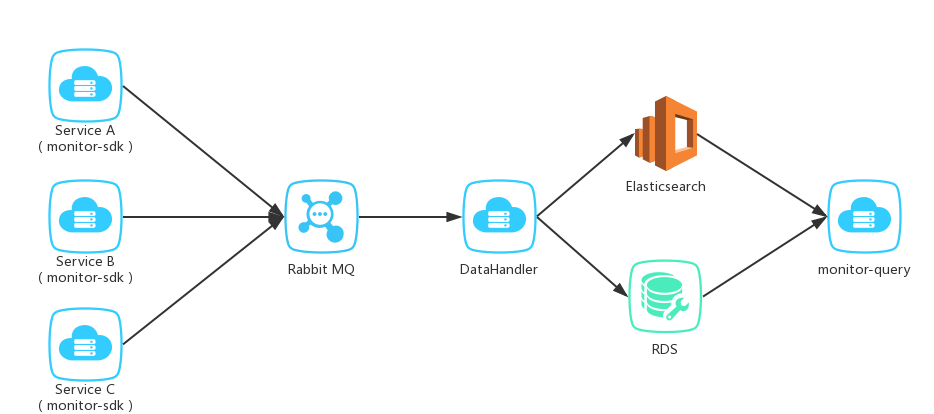 Service A
( monitor-sdk )
Service B
( monitor-sdk )
Service C
( monitor-sdk )
Rabbit MQ
DataHandler
Elasticsearch
RDS
monitor-query